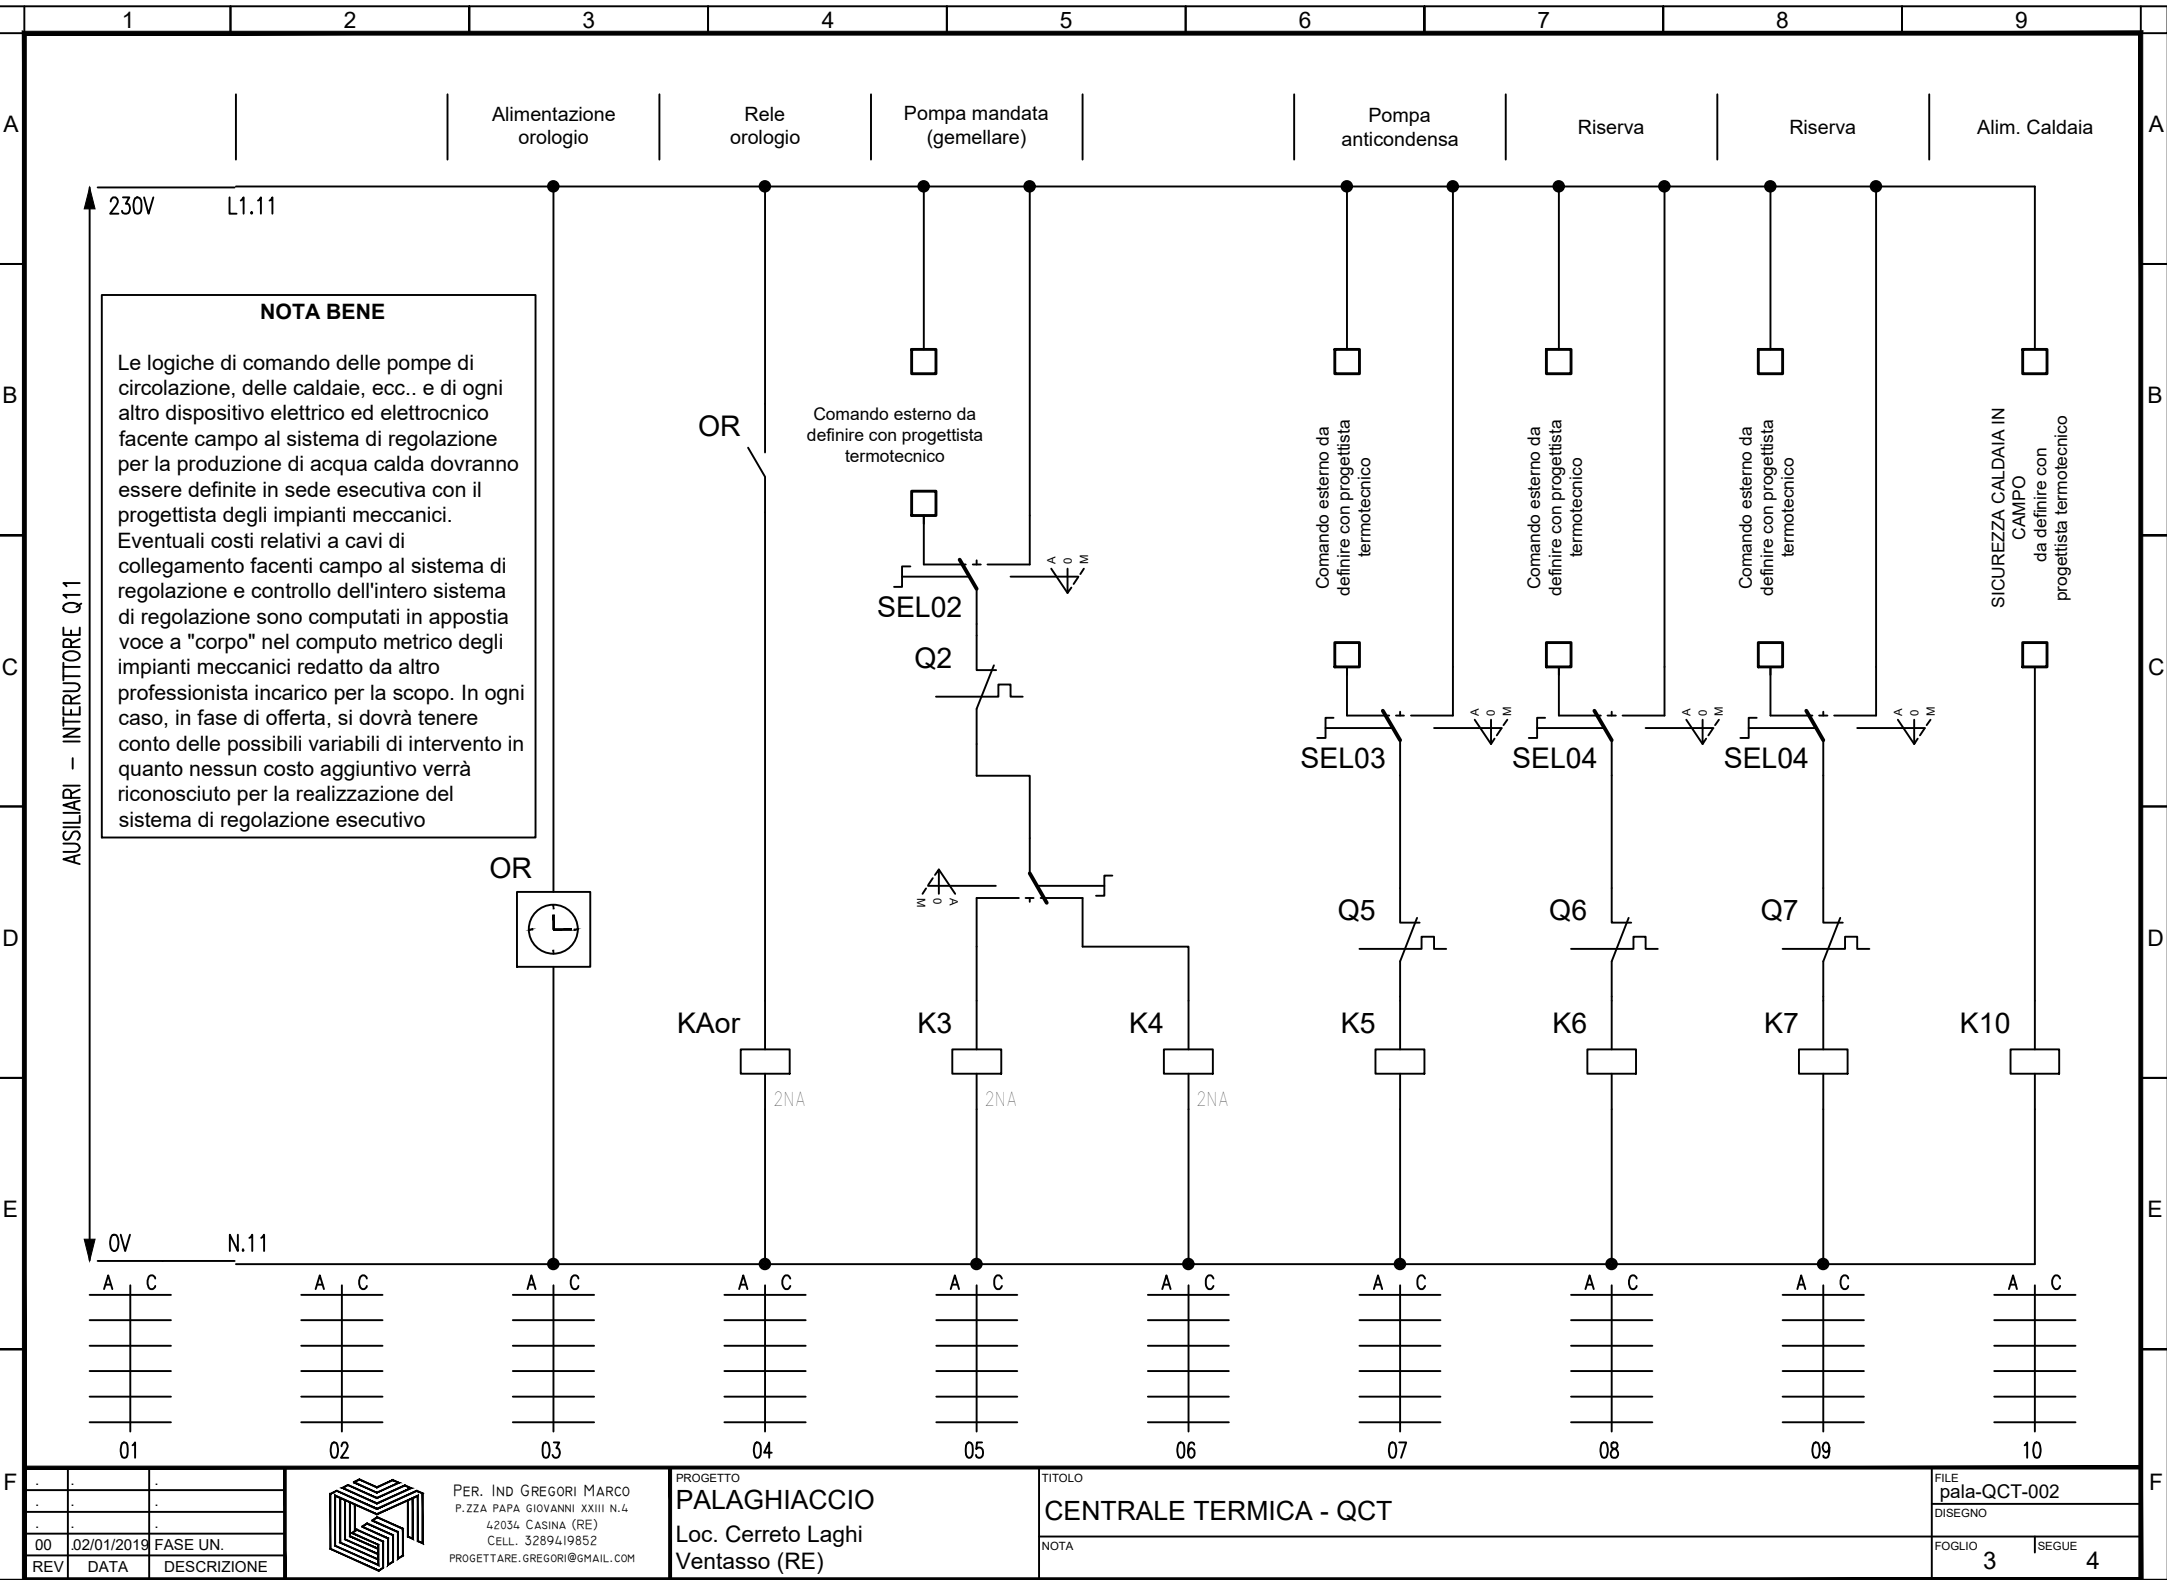 1 2 3 4 5 6 7 8 9
A
A
B
B
C
C
D
D
E
E
F
F
Alimentazione
orologio
Rele
orologio
Pompa mandata
(gemellare)
Pompa
anticondensa
Riserva
Riserva
Alim. Caldaia
230V L1.11
AUSILIARI - INTERUTTORE Q11
NOTA BENE
Le logiche di comando delle pompe di
circolazione, delle caldaie, ecc.. e di ogni
altro dispositivo elettrico ed elettrocnico
facente campo al sistema di regolazione
per la produzione di acqua calda dovranno
essere definite in sede esecutiva con il
progettista degli impianti meccanici.
Eventuali costi relativi a cavi di
collegamento facenti campo al sistema di
regolazione e controllo dell'intero sistema
di regolazione sono computati in appostia
voce a "corpo" nel computo metrico degli
impianti meccanici redatto da altro
professionista incarico per la scopo. In ogni
caso, in fase di offerta, si dovrà tenere
conto delle possibili variabili di intervento in
quanto nessun costo aggiuntivo verrà
riconosciuto per la realizzazione del
sistema di regolazione esecutivo
OR
OR
Comando esterno da
definire con progettista
termotecnico
A 0 M
SEL02
Q2
A 0 M
Comando esterno da
definire con progettista
termotecnico
A 0 M
SEL03
Comando esterno da
definire con progettista
termotecnico
A 0 M
SEL04
Comando esterno da
definire con progettista
termotecnico
A 0 M
SEL04
SICUREZZA CALDAIA IN
CAMPO
da definire con
progettista termotecnico
Q5
Q6
Q7
KAor
K3
K4
K5
K6
K7
K10
2NA
2NA
2NA
0V N.11
A C A C A C A C A C A C A C A C A C A C
01 02 03 04 05 06 07 08 09 10
. . .
. . .
. . .
00 .02/01/2019 FASE UN.
REV DATA DESCRIZIONE
PER. IND GREGORI MARCO
P.ZZA PAPA GIOVANNI XXIII N.4
42034 CASINA (RE)
CELL. 3289419852
PROGETTARE.GREGORI@GMAIL.COM
PROGETTO
PALAGHIACCIO
Loc. Cerreto Laghi
Ventasso (RE)
TITOLO
CENTRALE TERMICA - QCT
NOTA
FILE
pala-QCT-002
DISEGNO
FOGLIO 3
SEGUE 4